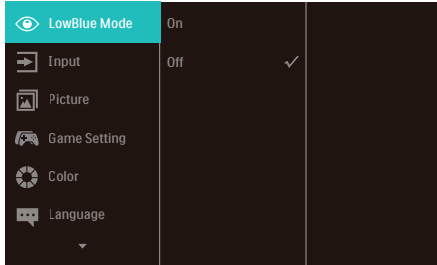 LowBlue Mode
On
Input
Off
Picture
Game Setting
Color
Language